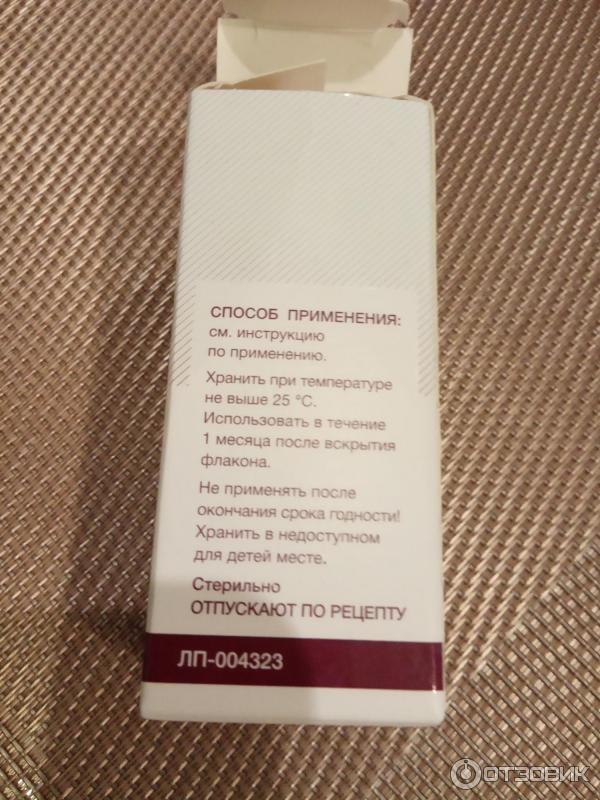 СПОСОБ ПРИМЕНЕНИЯ:
см. инструкцию
по применению.
Хранить при температуре
не выше 25 °C.
Использовать в течение
1 месяца после вскрытия
флакона.
Не применять после
окончания срока годности!
Хранить в недоступном
для детей месте.
Стерильно
ОТПУСКАЮТ ПО РЕЦЕПТУ
ЛП-004323
ОТЗОВИК